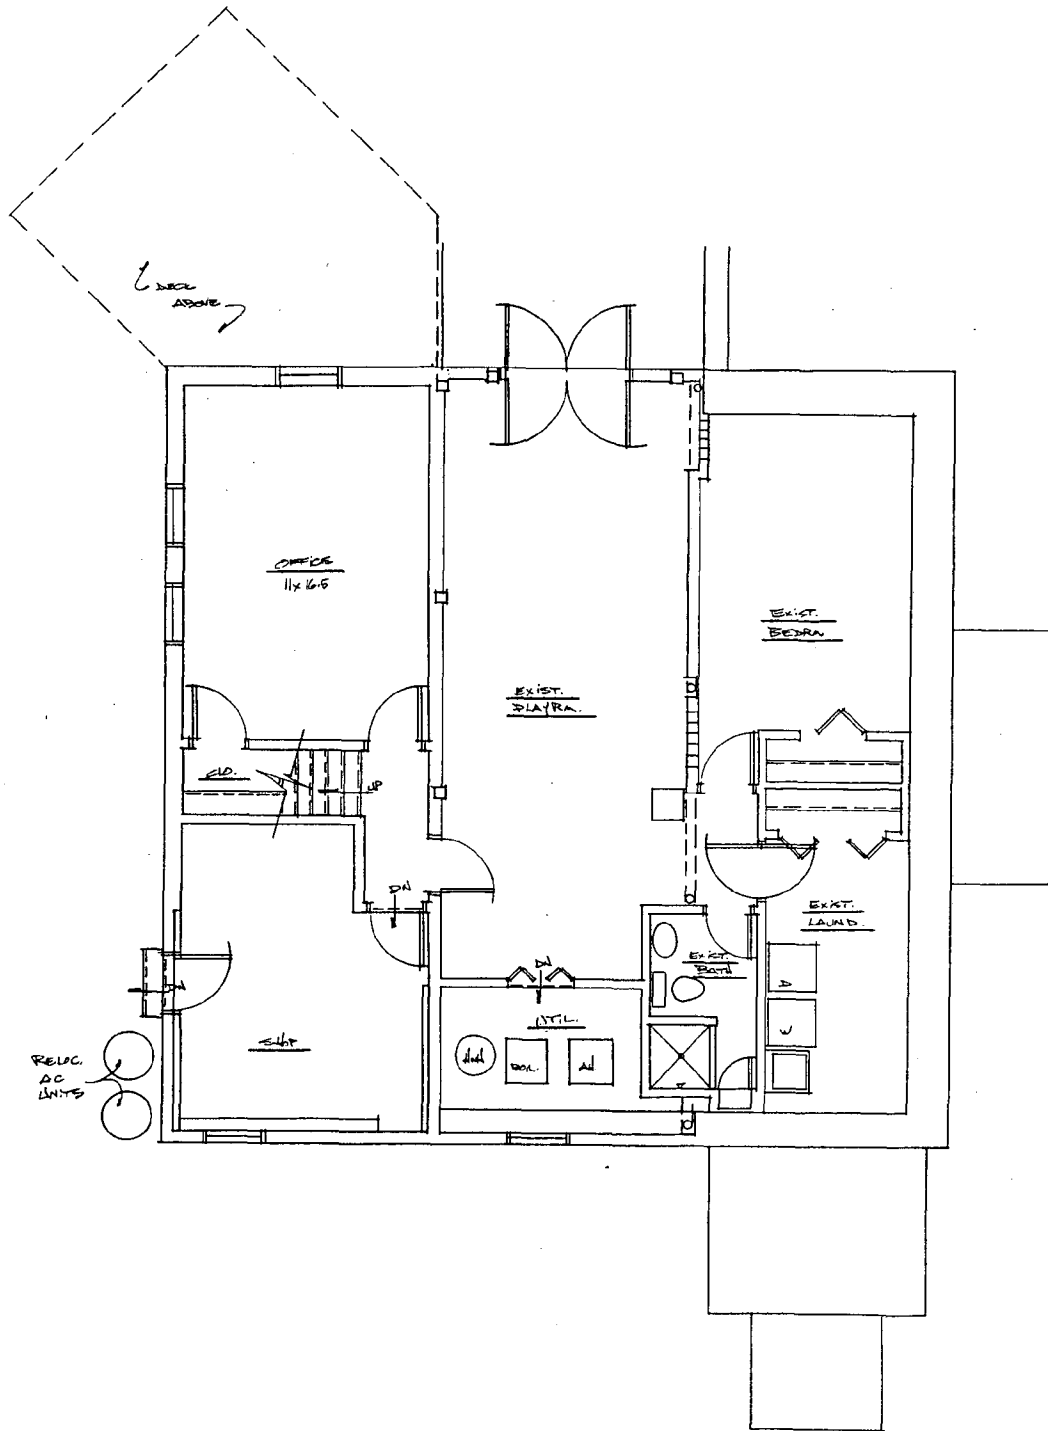 DECK
ABOVE
OFFICE
11x16.5
EXIST.
BEDRM
EXIST.
PLAYRM.
CLO.
UP
DN
EXIST.
LAUND.
EXIST.
BATH
DN
DN
D
W
UTIL.
SHOP
HWH
BOIL.
AH
RELOC.
AC
UNITS